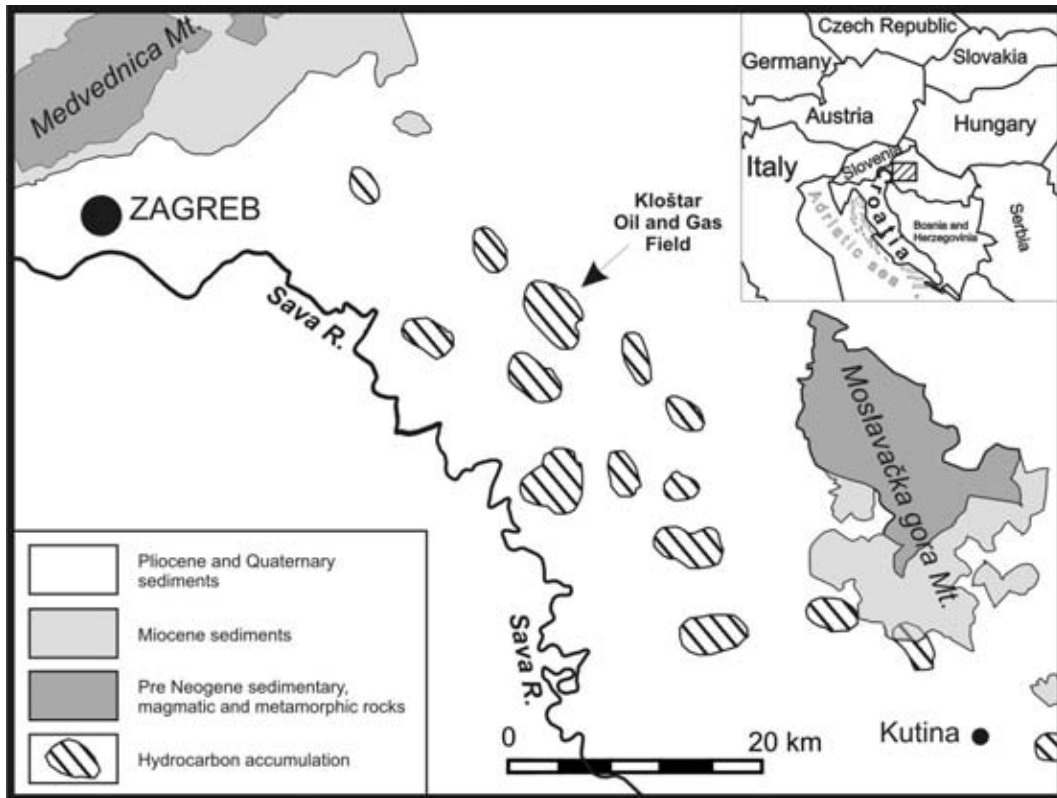 Medvednica Mt.
ZAGREB
Sava R.
Kloštar
Oil and Gas
Field
Czech Republic
Germany
Slovakia
Austria
Hungary
Italy
Slovenia
Croatia
Bosnia and
Herzegovinia
Serbia
Adriatic sea
Moslavačka gora Mt.
Sava R.
Kutina
0 20 km
Pliocene and Quaternary
sediments
Miocene sediments
Pre Neogene sedimentary,
magmatic and metamorphic rocks
Hydrocarbon accumulation